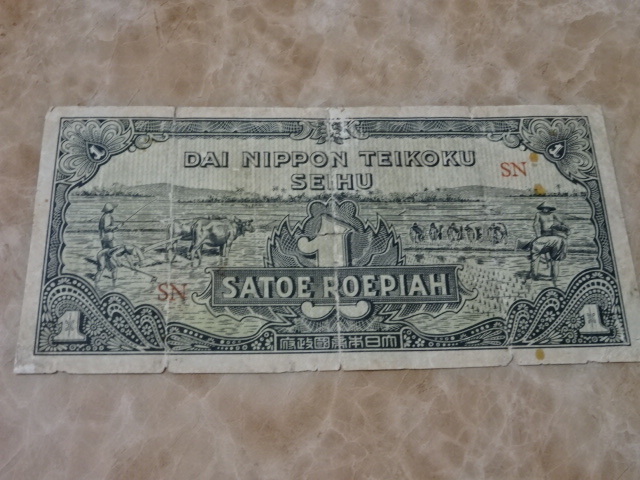 DAI NIPPON TEIKOKU
SEIHU
SN
1
SN
SATOE ROEPIAH
1
1
府政國帝本日大